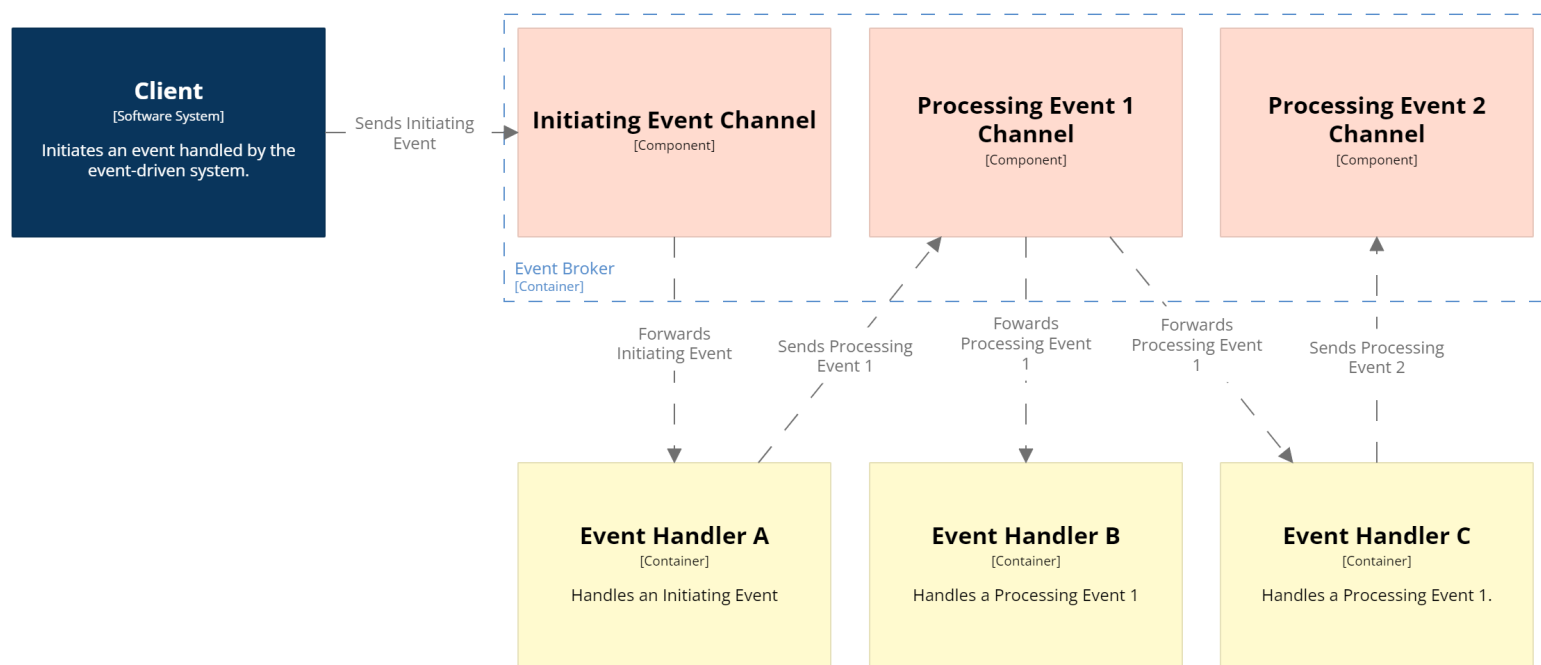 Client
[Software System]
Initiates an event handled by the
event-driven system.
Sends Initiating
Event
Initiating Event Channel
[Component]
Processing Event 1
Channel
[Component]
Processing Event 2
Channel
[Component]
Event Broker
[Container]
Forwards
Initiating Event
Sends Processing
Event 1
Fowards
Processing Event
1
Forwards
Processing Event
1
Sends Processing
Event 2
Event Handler A
[Container]
Handles an Initiating Event
Event Handler B
[Container]
Handles a Processing Event 1
Event Handler C
[Container]
Handles a Processing Event 1.